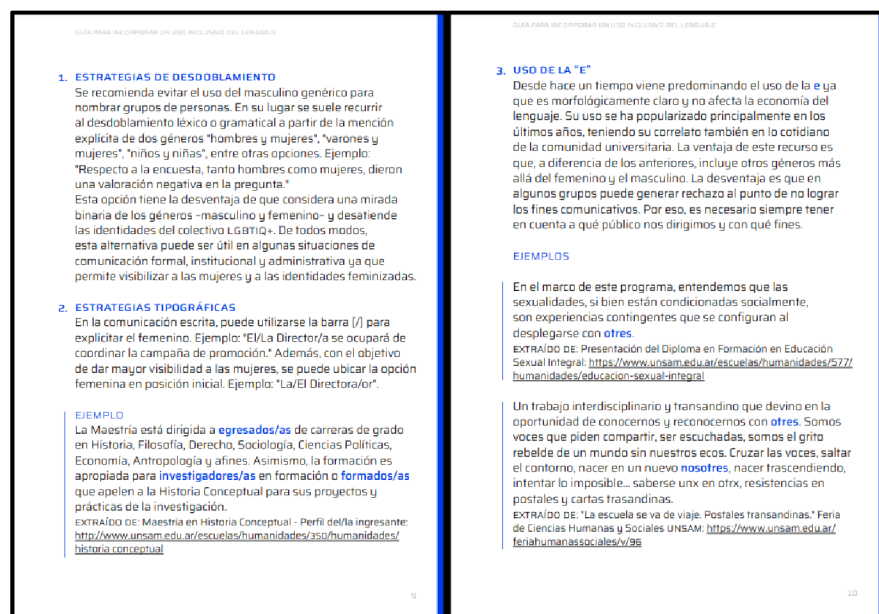 GUÍA PARA INCORPORAR UN USO INCLUSIVO DEL LENGUAJE
1. ESTRATEGIAS DE DESDOBLAMIENTO
Se recomienda evitar el uso del masculino genérico para
nombrar grupos de personas. En su lugar se suele recurrir
al desdoblamiento léxico o gramatical a partir de la mención
explícita de dos géneros "hombres y mujeres", "varones y
mujeres", "niños y niñas", entre otras opciones. Ejemplo:
"Respecto a la encuesta, tanto hombres como mujeres, dieron
una valoración negativa en la pregunta."
Esta opción tiene la desventaja de que considera una mirada
binaria de los géneros –masculino y femenino– y desatiende
las identidades del colectivo LGBTIQ+. De todos modos,
esta alternativa puede ser útil en algunas situaciones de
comunicación formal, institucional y administrativa ya que
permite visibilizar a las mujeres y a las identidades feminizadas.
2. ESTRATEGIAS TIPOGRÁFICAS
En la comunicación escrita, puede utilizarse la barra [/] para
explicitar el femenino. Ejemplo: "El/La Director/a se ocupará de
coordinar la campaña de promoción." Además, con el objetivo
de dar mayor visibilidad a las mujeres, se puede ubicar la opción
femenina en posición inicial. Ejemplo: "La/El Directora/or".
EJEMPLO
La Maestría está dirigida a egresados/as de carreras de grado
en Historia, Filosofía, Derecho, Sociología, Ciencias Políticas,
Economía, Antropología y afines. Asimismo, la formación es
apropiada para investigadores/as en formación o formados/as
que apelen a la Historia Conceptual para sus proyectos y
prácticas de la investigación.
EXTRAÍDO DE: Maestría en Historia Conceptual - Perfil del/la ingresante:
http://www.unsam.edu.ar/escuelas/humanidades/350/humanidades/
historia conceptual
9
GUÍA PARA INCORPORAR UN USO INCLUSIVO DEL LENGUAJE
3. USO DE LA "E"
Desde hace un tiempo viene predominando el uso de la e ya
que es morfológicamente claro y no afecta la economía del
lenguaje. Su uso se ha popularizado principalmente en los
últimos años, teniendo su correlato también en lo cotidiano
de la comunidad universitaria. La ventaja de este recurso es
que, a diferencia de los anteriores, incluye otros géneros más
allá del femenino y el masculino. La desventaja es que en
algunos grupos puede generar rechazo al punto de no lograr
los fines comunicativos. Por eso, es necesario siempre tener
en cuenta a qué público nos dirigimos y con qué fines.
EJEMPLOS
En el marco de este programa, entendemos que las
sexualidades, si bien están condicionadas socialmente,
son experiencias contingentes que se configuran al
desplegarse con otres.
EXTRAÍDO DE: Presentación del Diploma en Formación en Educación
Sexual Integral: https://www.unsam.edu.ar/escuelas/humanidades/577/
humanidades/educacion-sexual-integral
Un trabajo interdisciplinario y transandino que devino en la
oportunidad de conocernos y reconocernos con otres. Somos
voces que piden compartir, ser escuchadas, somos el grito
rebelde de un mundo sin nuestros ecos. Cruzar las voces, saltar
el contorno, nacer en un nuevo nosotres, nacer trascendiendo,
intentar lo imposible... saberse unx en otrx, resistencias en
postales y cartas trasandinas.
EXTRAÍDO DE: "La escuela se va de viaje. Postales transandinas." Feria
de Ciencias Humanas y Sociales UNSAM: https://www.unsam.edu.ar/
feriahumanassociales/v/96
10